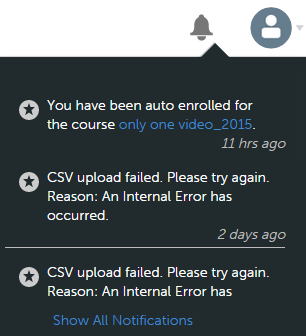 You have been auto enrolled for
the course only one video_2015.
11 hrs ago
CSV upload failed. Please try again.
Reason: An Internal Error has
occurred.
2 days ago
CSV upload failed. Please try again.
Reason: An Internal Error has
Show All Notifications